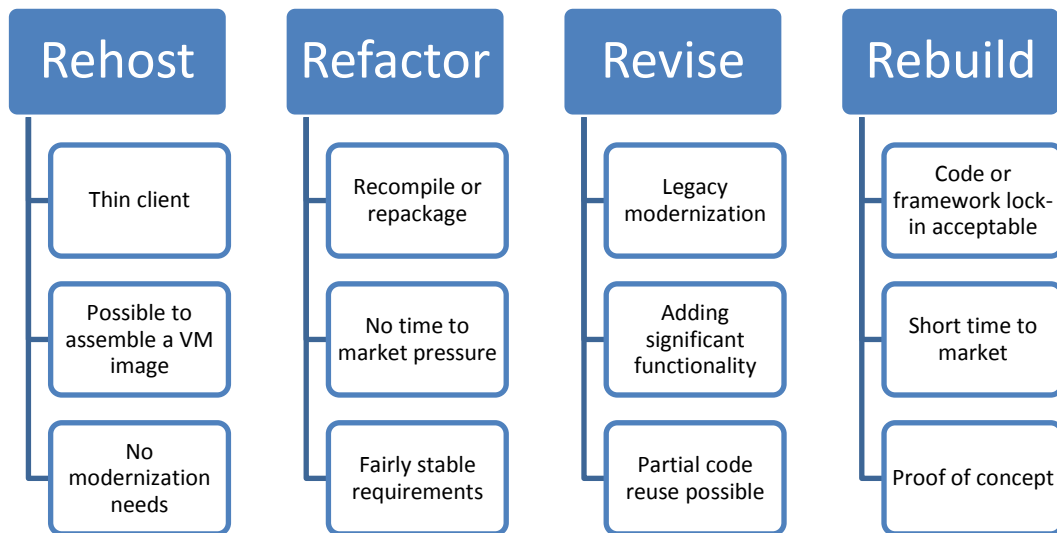 Rehost
Thin client
Possible to
assemble a VM
image
No
modernization
needs
Refactor
Recompile or
repackage
No time to
market pressure
Fairly stable
requirements
Revise
Legacy
modernization
Adding
significant
functionality
Partial code
reuse possible
Rebuild
Code or
framework lock-
in acceptable
Short time to
market
Proof of concept